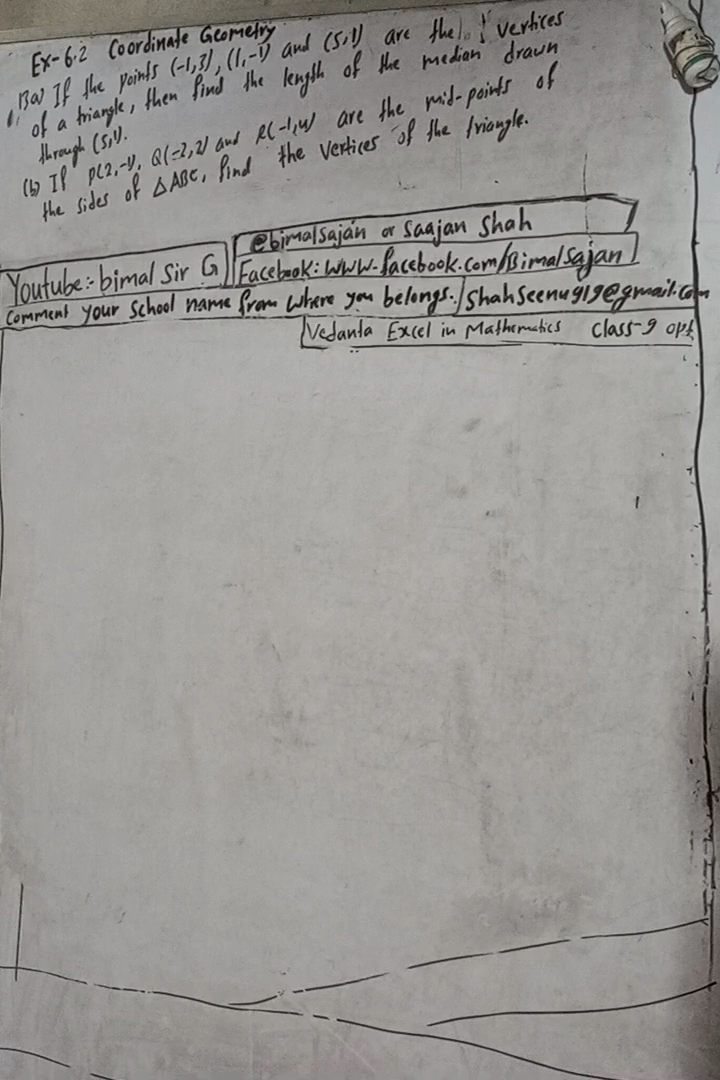 Ex-6.2 Coordinate Geometry
13a) If the points (-1,3), (1,-1) and (5,1) are the vertices
of a triangle, then find the length of the median drawn
through (5,1).
(b) If P(2,-1), Q(-2,2) and R(-1,4) are the mid-points of
the sides of △ABC, find the vertices of the triangle.
@bimalsajan or Saajan Shah
Youtube:- bimal Sir G
Facebook: www.facebook.com/Bimalsajan
Comment your School name from where you belongs. / Shahseenu919@gmail.com
Vedanta Excel in Mathematics Class-9 opt